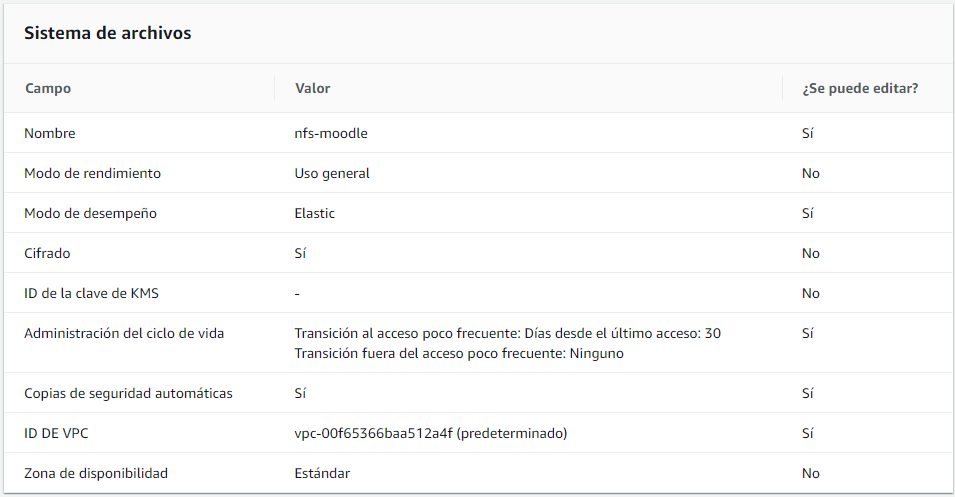 Sistema de archivos
Campo Valor ¿Se puede editar?
Nombre nfs-moodle Sí
Modo de rendimiento Uso general No
Modo de desempeño Elastic Sí
Cifrado Sí No
ID de la clave de KMS - No
Administración del ciclo de vida Transición al acceso poco frecuente: Días desde el último acceso: 30 Sí
Transición fuera del acceso poco frecuente: Ninguno
Copias de seguridad automáticas Sí Sí
ID DE VPC vpc-00f65366baa512a4f (predeterminado) Sí
Zona de disponibilidad Estándar No